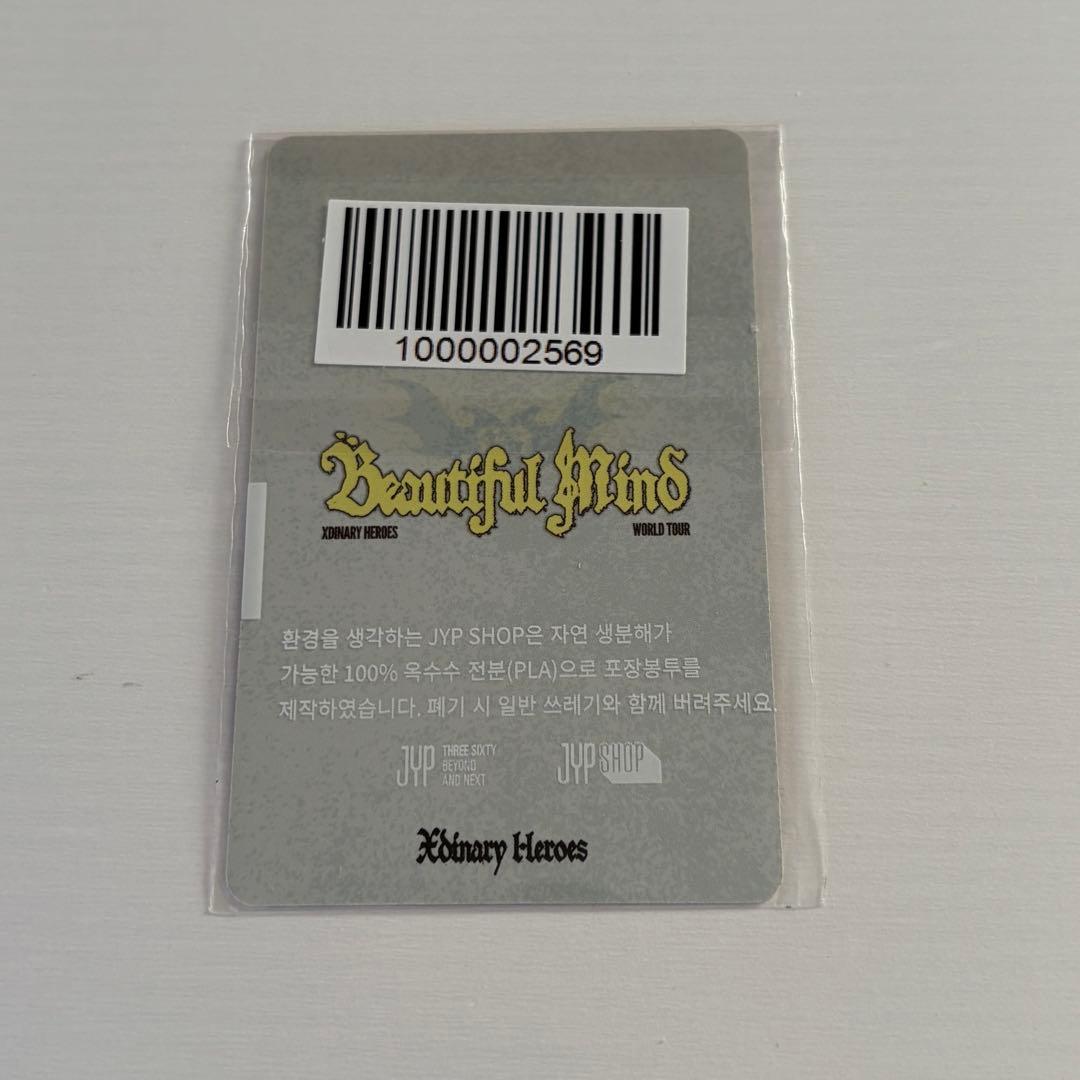 1000002569
Beautiful Mind
XDINARY HEROES WORLD TOUR
환경을 생각하는 JYP SHOP은 자연 생분해가
가능한 100% 옥수수 전분(PLA)으로 포장봉투를
제작하였습니다. 폐기 시 일반 쓰레기와 함께 버려주세요.
JYP THREE SIXTY
BEYOND
AND NEXT
JYP SHOP
Xdinary Heroes